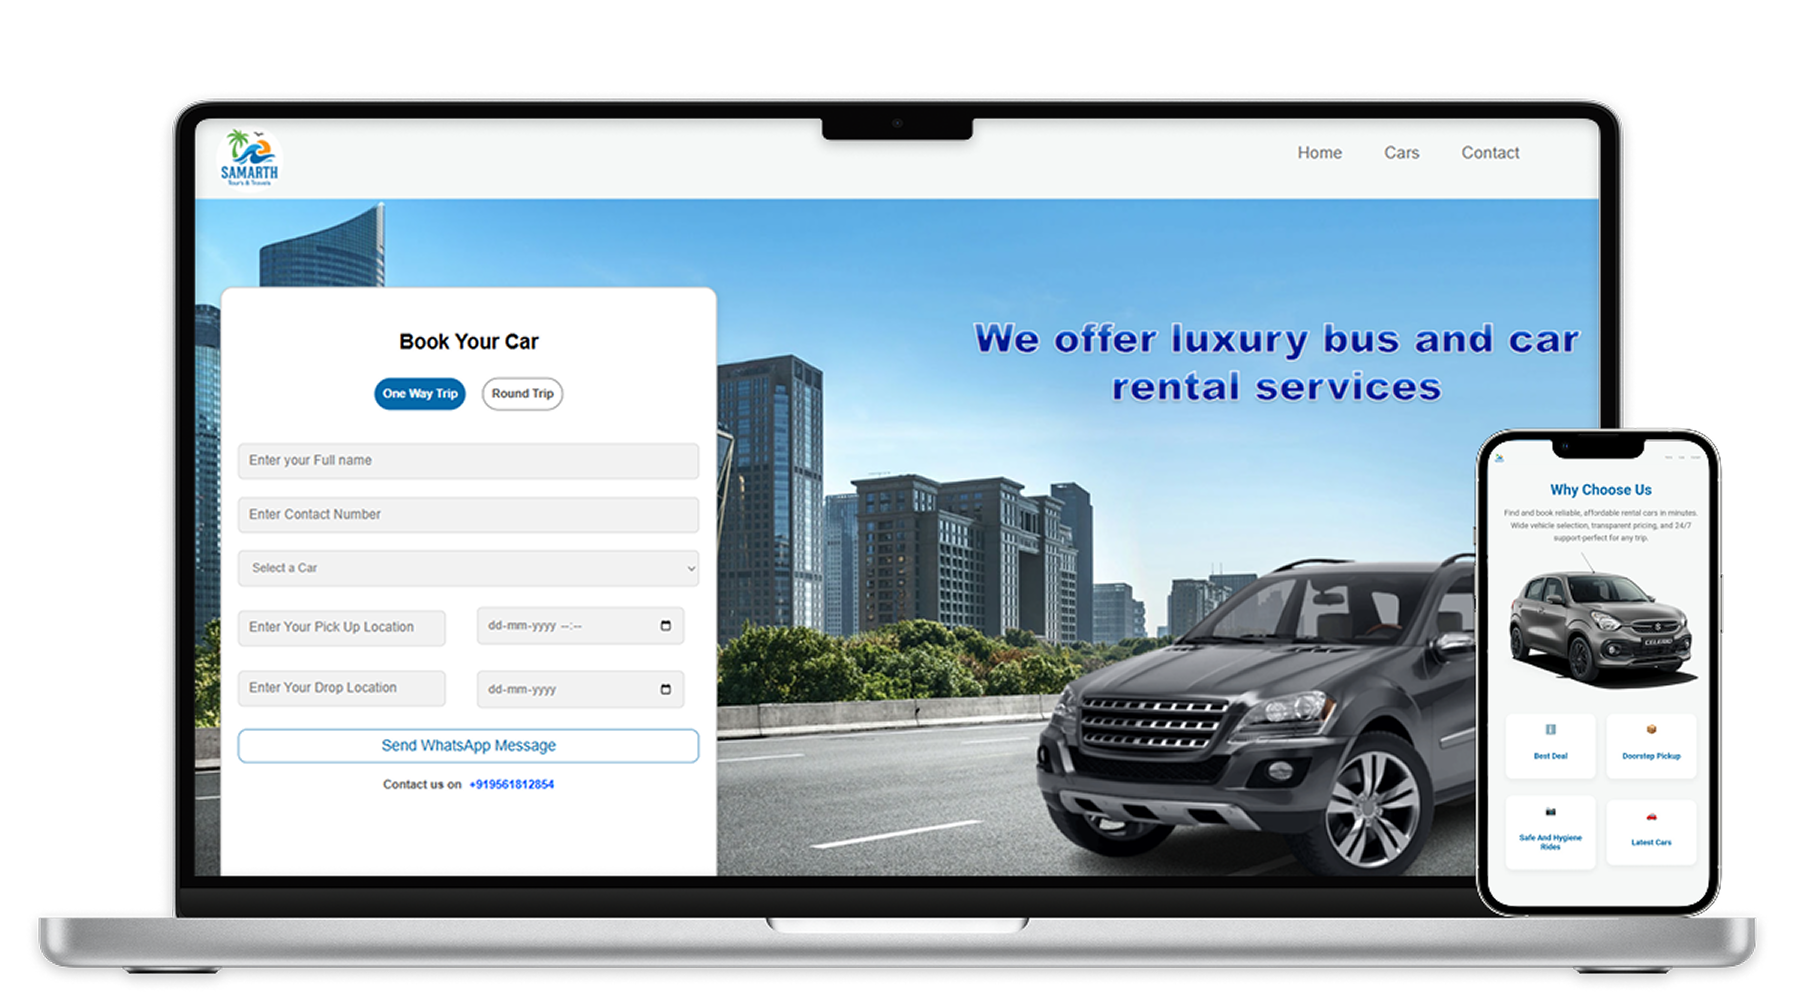 SAMARTH
Tours & Travels
Home
Cars
Contact
We offer luxury bus and car
rental services
Book Your Car
One Way Trip
Round Trip
Enter your Full name
Enter Contact Number
Select a Car
Enter Your Pick Up Location
dd-mm-yyyy --:--
Enter Your Drop Location
dd-mm-yyyy
Send WhatsApp Message
Contact us on +919561812854
Why Choose Us
Find and book reliable, affordable rental cars in minutes.
Wide vehicle selection, transparent pricing, and 24/7
support-perfect for any trip.
CELERIO
Best Deal
Doorstep Pickup
Safe And Hygiene
Rides
Latest Cars